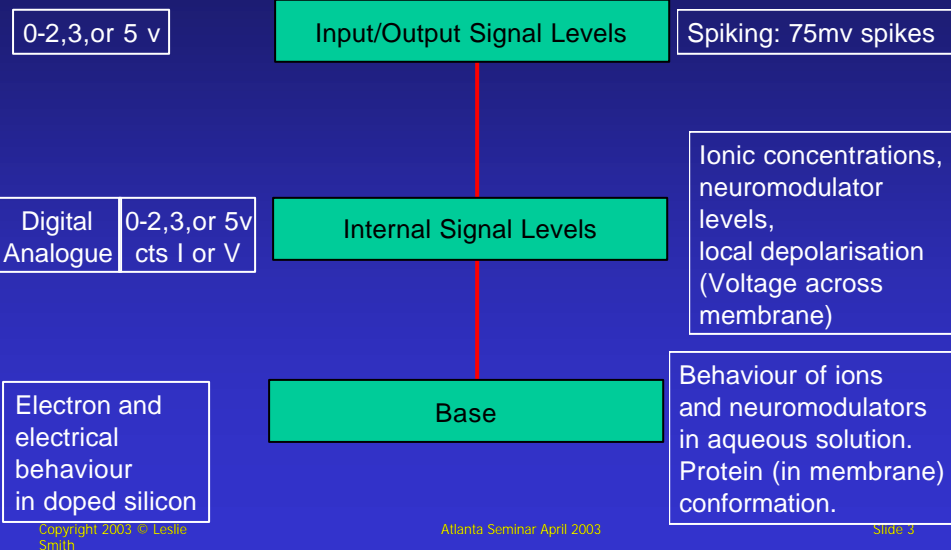 0-2,3,or 5 v
Input/Output Signal Levels
Spiking: 75mv spikes
Digital
Analogue
0-2,3,or 5v
cts I or V
Internal Signal Levels
Ionic concentrations,
neuromodulator
levels,
local depolarisation
(Voltage across
membrane)
Electron and
electrical
behaviour
in doped silicon
Base
Behaviour of ions
and neuromodulators
in aqueous solution.
Protein (in membrane)
conformation.
Copyright 2003 © Leslie
Smith
Atlanta Seminar April 2003
Slide 3